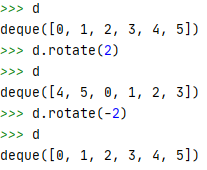 >>> d
deque([0, 1, 2, 3, 4, 5])
>>> d.rotate(2)
>>> d
deque([4, 5, 0, 1, 2, 3])
>>> d.rotate(-2)
>>> d
deque([0, 1, 2, 3, 4, 5])